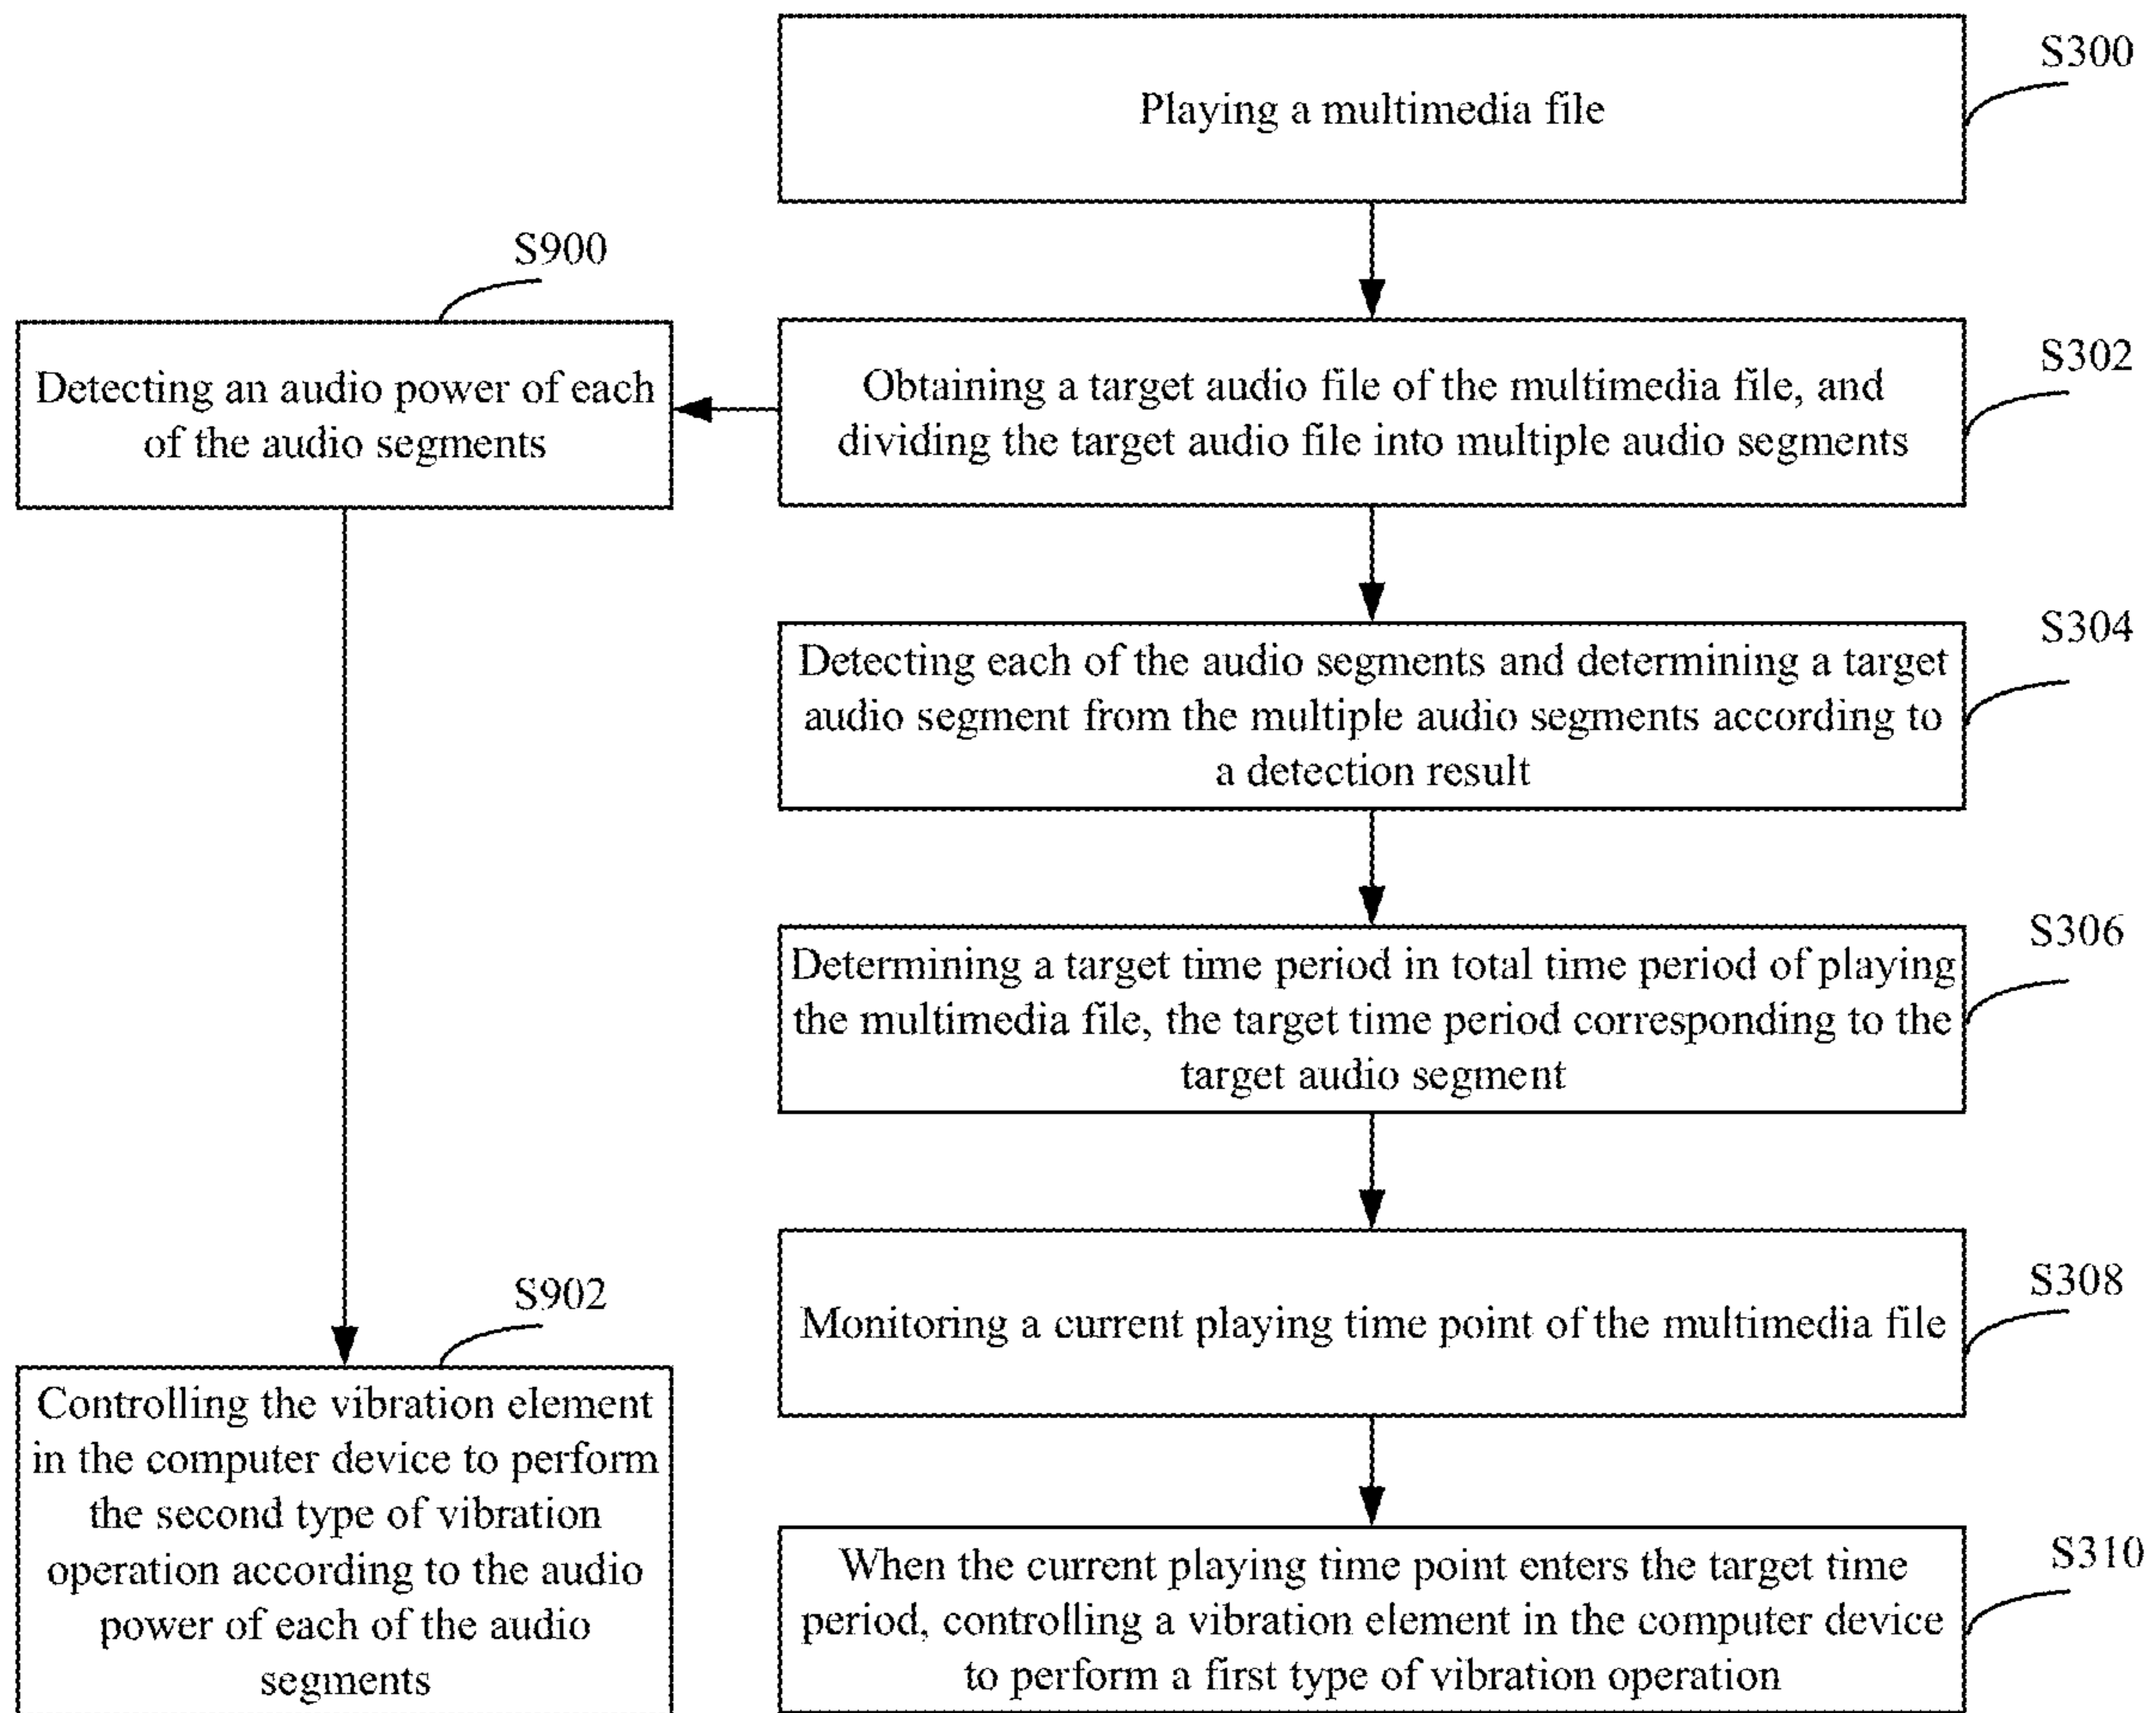 S300
Playing a multimedia file
S900
Detecting an audio power of each
of the audio segments
S302
Obtaining a target audio file of the multimedia file, and
dividing the target audio file into multiple audio segments
S304
Detecting each of the audio segments and determining a target
audio segment from the multiple audio segments according to
a detection result
S306
Determining a target time period in total time period of playing
the multimedia file, the target time period corresponding to the
target audio segment
S308
Monitoring a current playing time point of the multimedia file
S902
Controlling the vibration element
in the computer device to perform
the second type of vibration
operation according to the audio
power of each of the audio
segments
S310
When the current playing time point enters the target time
period, controlling a vibration element in the computer device
to perform a first type of vibration operation